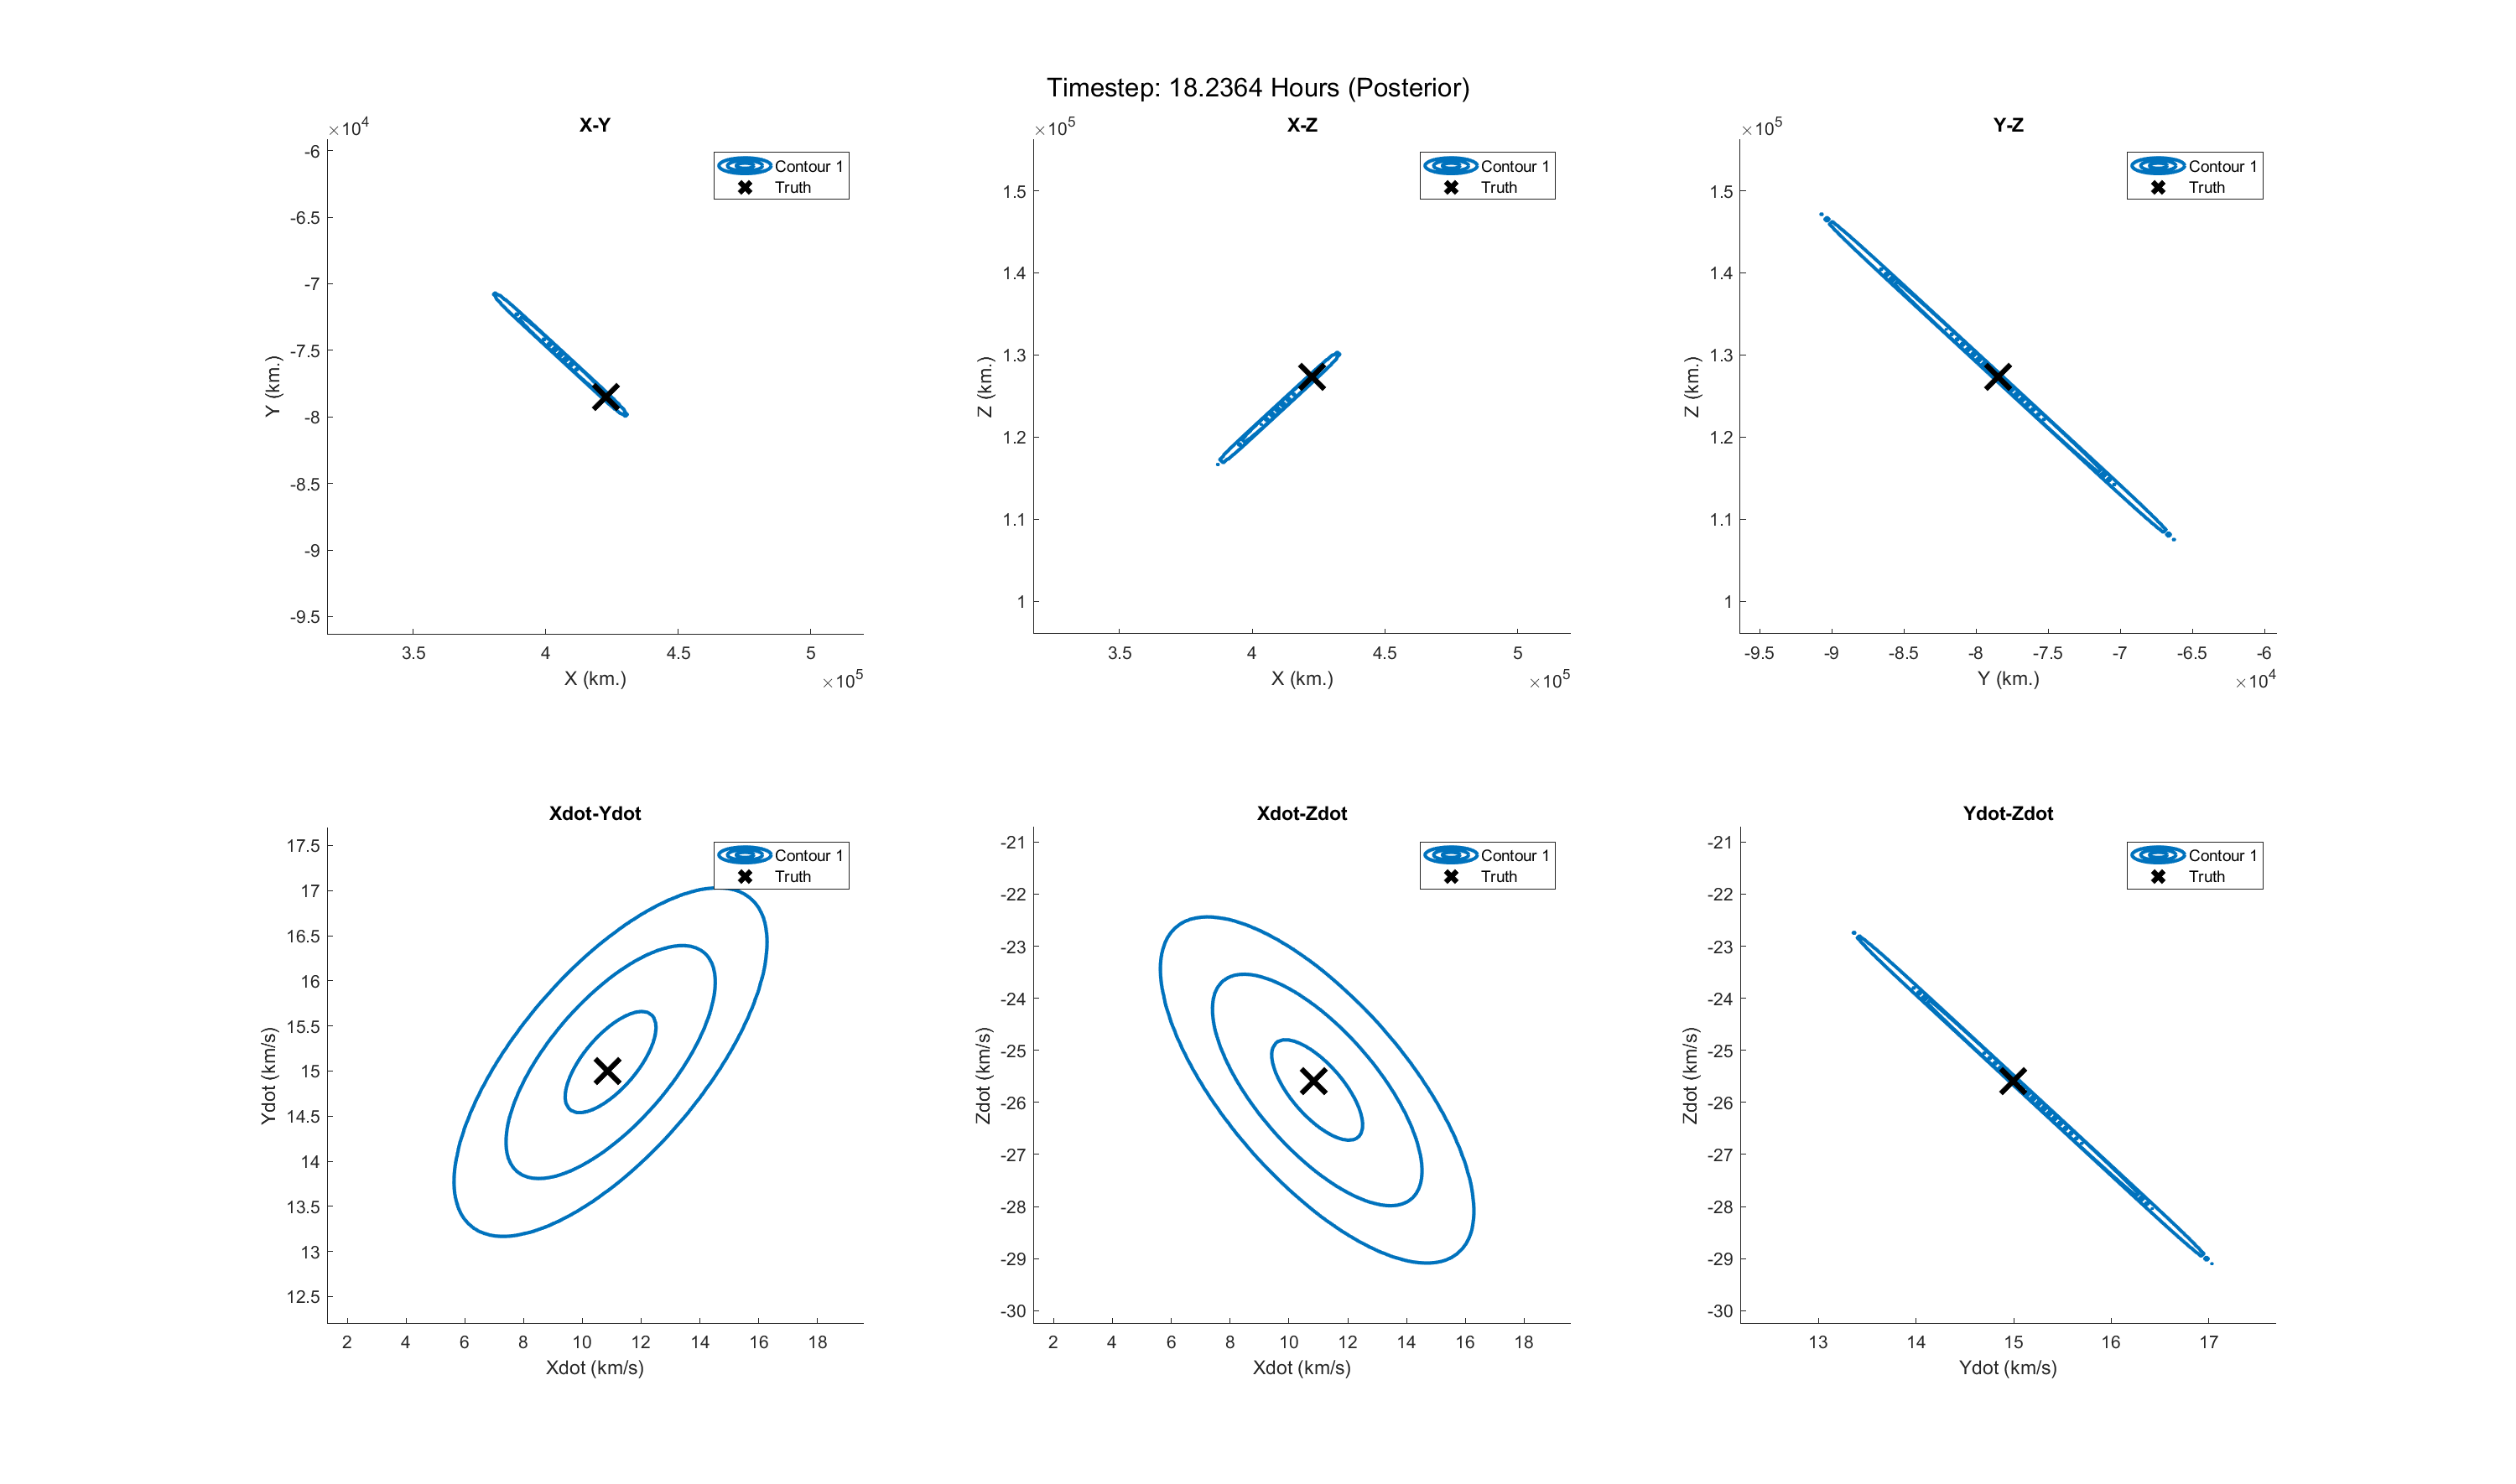 Timestep: 18.2364 Hours (Posterior)
X-Y
×10^4
-6
-6.5
-7
-7.5
-8
-8.5
-9
-9.5
Y (km.)
3.5 4 4.5 5
X (km.)
×10^5
Contour 1
Truth
X-Z
×10^5
1.5
1.4
1.3
1.2
1.1
1
Z (km.)
3.5 4 4.5 5
X (km.)
×10^5
Contour 1
Truth
Y-Z
×10^5
1.5
1.4
1.3
1.2
1.1
1
Z (km.)
-9.5 -9 -8.5 -8 -7.5 -7 -6.5 -6
Y (km.)
×10^4
Contour 1
Truth
Xdot-Ydot
17.5
17
16.5
16
15.5
15
14.5
14
13.5
13
12.5
Ydot (km/s)
2 4 6 8 10 12 14 16 18
Xdot (km/s)
Contour 1
Truth
Xdot-Zdot
-21
-22
-23
-24
-25
-26
-27
-28
-29
-30
Zdot (km/s)
2 4 6 8 10 12 14 16 18
Xdot (km/s)
Contour 1
Truth
Ydot-Zdot
-21
-22
-23
-24
-25
-26
-27
-28
-29
-30
Zdot (km/s)
13 14 15 16 17
Ydot (km/s)
Contour 1
Truth